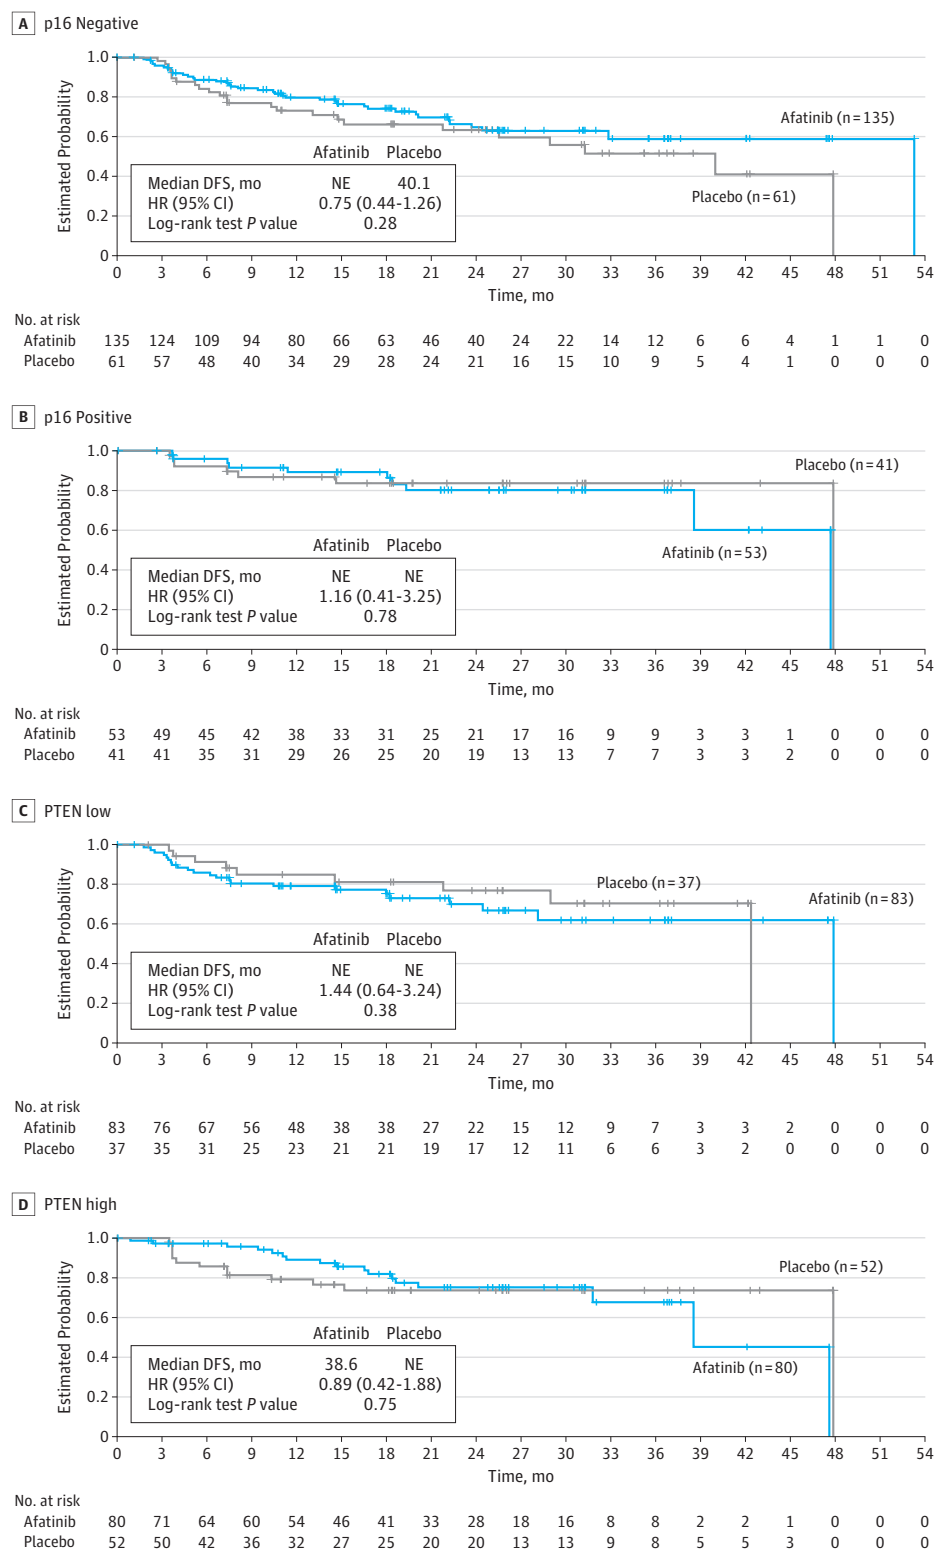 A p16 Negative
1.0
0.8
0.6
0.4
0.2
0
Estimated Probability
Afatinib (n=135)
Placebo (n=61)
Afatinib Placebo
Median DFS, mo NE 40.1
HR (95% CI) 0.75 (0.44-1.26)
Log-rank test P value 0.28
0 3 6 9 12 15 18 21 24 27 30 33 36 39 42 45 48 51 54
Time, mo
No. at risk
Afatinib 135 124 109 94 80 66 63 46 40 24 22 14 12 6 6 4 1 1 0
Placebo 61 57 48 40 34 29 28 24 21 16 15 10 9 5 4 1 0 0 0
B p16 Positive
1.0
0.8
0.6
0.4
0.2
0
Estimated Probability
Placebo (n=41)
Afatinib (n=53)
Afatinib Placebo
Median DFS, mo NE NE
HR (95% CI) 1.16 (0.41-3.25)
Log-rank test P value 0.78
0 3 6 9 12 15 18 21 24 27 30 33 36 39 42 45 48 51 54
Time, mo
No. at risk
Afatinib 53 49 45 42 38 33 31 25 21 17 16 9 9 3 3 1 0 0 0
Placebo 41 41 35 31 29 26 25 20 19 13 13 7 7 3 3 2 0 0 0
C PTEN low
1.0
0.8
0.6
0.4
0.2
0
Estimated Probability
Placebo (n=37)
Afatinib (n=83)
Afatinib Placebo
Median DFS, mo NE NE
HR (95% CI) 1.44 (0.64-3.24)
Log-rank test P value 0.38
0 3 6 9 12 15 18 21 24 27 30 33 36 39 42 45 48 51 54
Time, mo
No. at risk
Afatinib 83 76 67 56 48 38 38 27 22 15 12 9 7 3 3 2 0 0 0
Placebo 37 35 31 25 23 21 21 19 17 12 11 6 6 3 2 0 0 0 0
D PTEN high
1.0
0.8
0.6
0.4
0.2
0
Estimated Probability
Placebo (n=52)
Afatinib (n=80)
Afatinib Placebo
Median DFS, mo 38.6 NE
HR (95% CI) 0.89 (0.42-1.88)
Log-rank test P value 0.75
0 3 6 9 12 15 18 21 24 27 30 33 36 39 42 45 48 51 54
Time, mo
No. at risk
Afatinib 80 71 64 60 54 46 41 33 28 18 16 8 8 2 2 1 0 0 0
Placebo 52 50 42 36 32 27 25 20 20 13 13 9 8 5 5 3 0 0 0